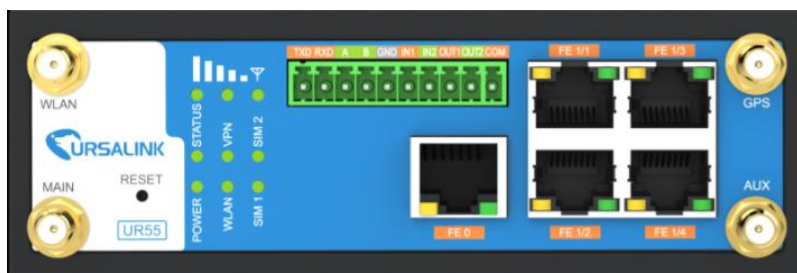 TXD RXD A B GND IN1 IN2 OUT1 OUT2 COM
FE 1/1
FE 1/3
WLAN
GPS
URSALINK
STATUS
VPN
SIM 2
MAIN
RESET
AUX
UR55
POWER
WLAN
SIM 1
FE 0
FE 1/2
FE 1/4